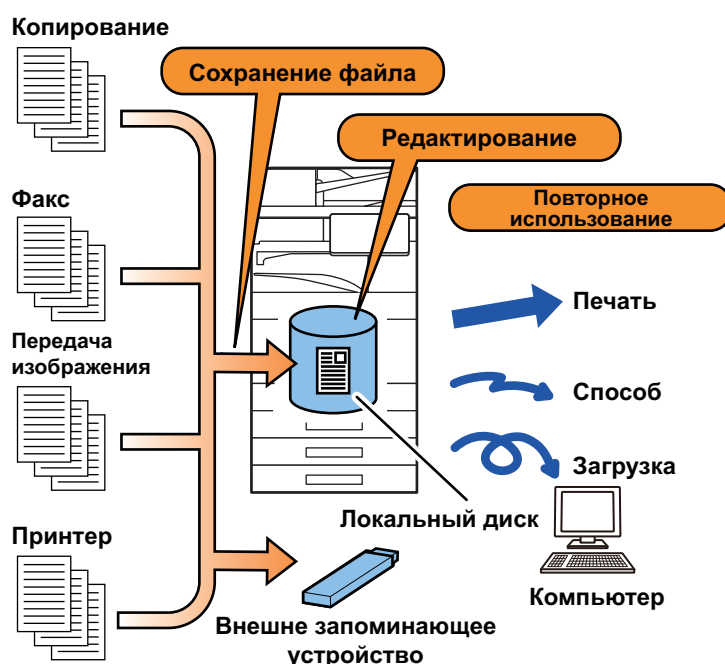 Копирование
Сохранение файла
Редактирование
Факс
Повторное
использование
Печать
Передача
изображения
Способ
Загрузка
Локальный диск
Принтер
Компьютер
Внешне запоминающее
устройство